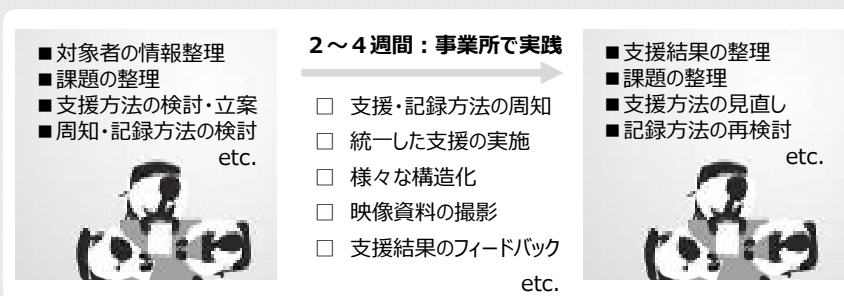 ■対象者の情報整理
■課題の整理
■支援方法の検討・立案
■周知・記録方法の検討
etc.
２～４週間：事業所で実践
□ 支援・記録方法の周知
□ 統一した支援の実施
□ 様々な構造化
□ 映像資料の撮影
□ 支援結果のフィードバック
etc.
■支援結果の整理
■課題の整理
■支援方法の見直し
■記録方法の再検討
etc.